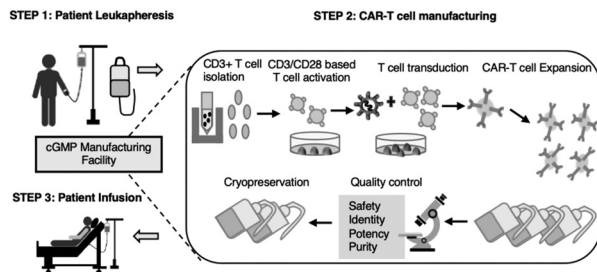 STEP 1: Patient Leukapheresis
STEP 2: CAR-T cell manufacturing
CD3+ T cell
isolation
CD3/CD28 based
T cell activation
T cell transduction
CAR-T cell Expansion
cGMP Manufacturing
Facility
STEP 3: Patient Infusion
Cryopreservation
Quality control
Safety
Identity
Potency
Purity